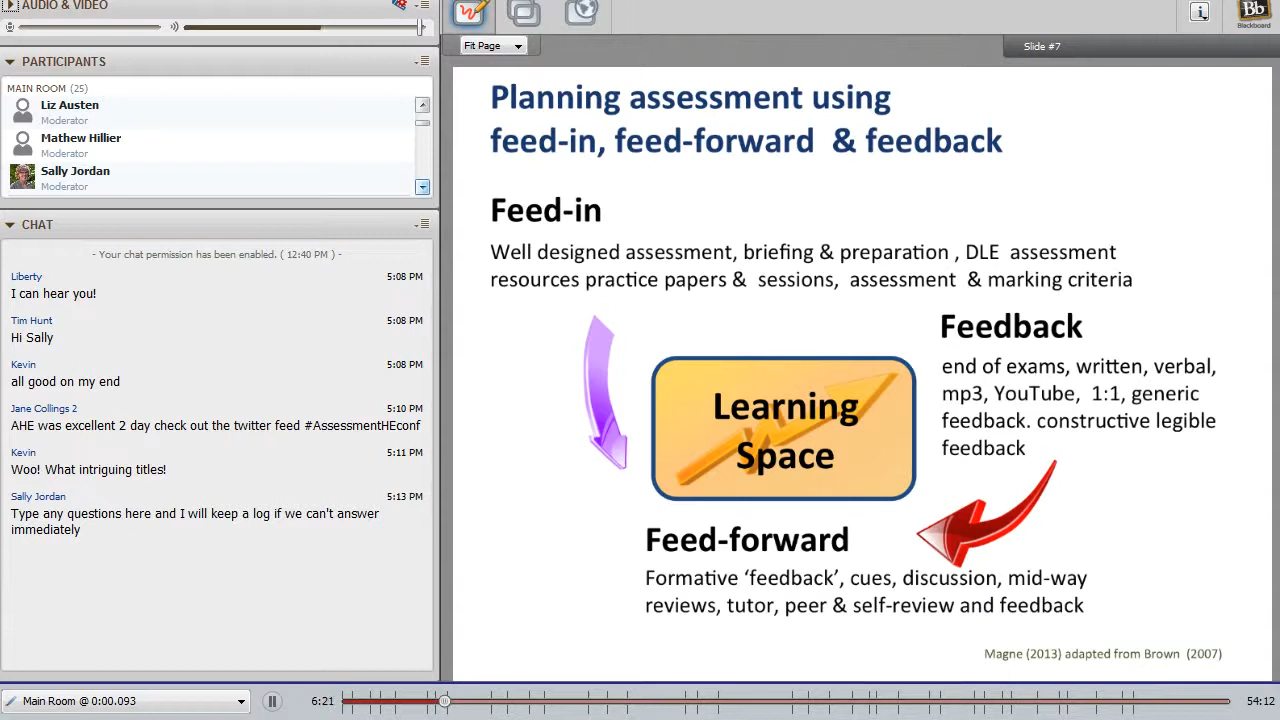 AUDIO & VIDEO
PARTICIPANTS
MAIN ROOM (25)
Liz Austen
Moderator
Mathew Hillier
Moderator
Sally Jordan
Moderator
CHAT
- Your chat permission has been enabled. ( 12:40 PM ) -
Liberty 5:08 PM
I can hear you!
Tim Hunt 5:08 PM
Hi Sally
Kevin 5:08 PM
all good on my end
Jane Collings 2 5:10 PM
AHE was excellent 2 day check out the twitter feed #AssessmentHEconf
Kevin 5:11 PM
Woo! What intriguing titles!
Sally Jordan 5:13 PM
Type any questions here and I will keep a log if we can't answer
immediately
Bb
Blackboard
Fit Page
Slide #7
Planning assessment using
feed-in, feed-forward & feedback
Feed-in
Well designed assessment, briefing & preparation , DLE assessment
resources practice papers & sessions, assessment & marking criteria
Feedback
end of exams, written, verbal,
mp3, YouTube, 1:1, generic
feedback. constructive legible
feedback
Learning
Space
Feed-forward
Formative ‘feedback’, cues, discussion, mid-way
reviews, tutor, peer & self-review and feedback
Magne (2013) adapted from Brown (2007)
Main Room @ 0:00.093
6:21
54:12